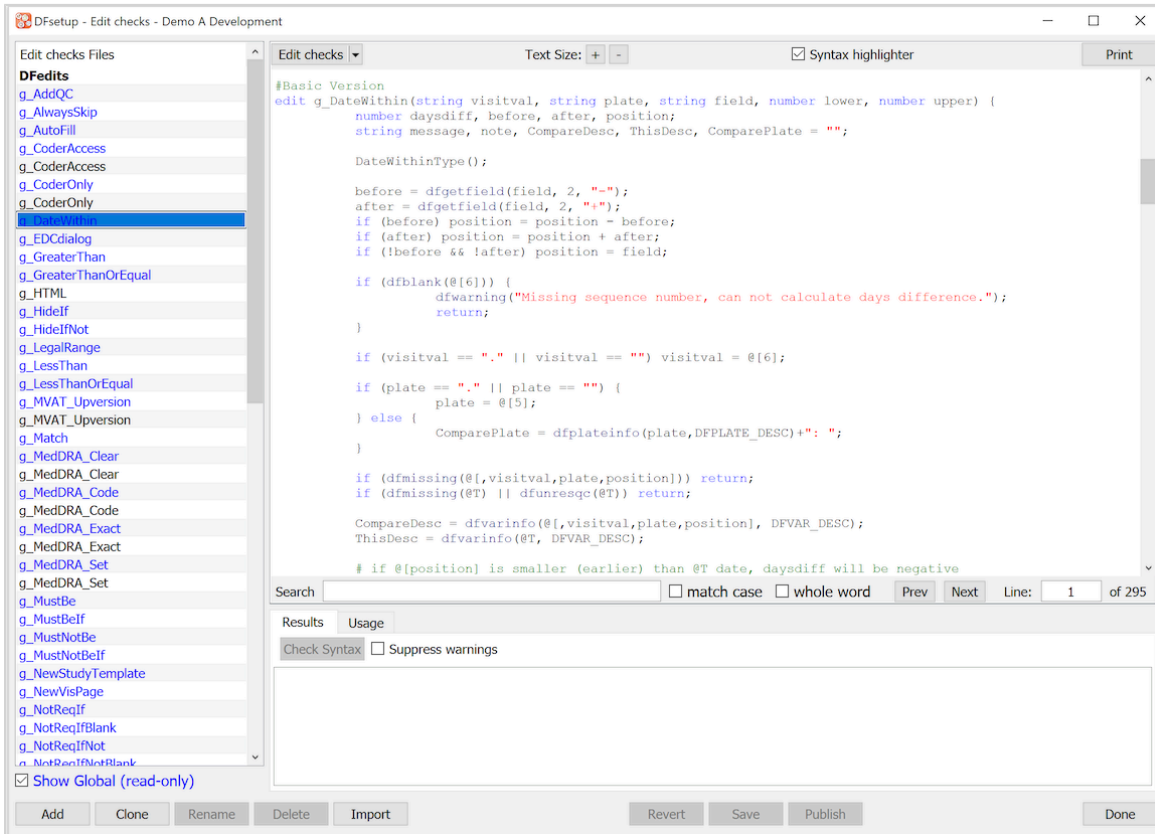 DFsetup - Edit checks - Demo A Development
Edit checks Files
DFedits
g_AddQC
g_AlwaysSkip
g_AutoFill
g_CoderAccess
g_CoderAccess
g_CoderOnly
g_CoderOnly
g_DateWithin
g_EDCdialog
g_GreaterThan
g_GreaterThanOrEqual
g_HTML
g_HideIf
g_HideIfNot
g_LegalRange
g_LessThan
g_LessThanOrEqual
g_MVAT_Upversion
g_MVAT_Upversion
g_Match
g_MedDRA_Clear
g_MedDRA_Clear
g_MedDRA_Code
g_MedDRA_Code
g_MedDRA_Exact
g_MedDRA_Exact
g_MedDRA_Set
g_MedDRA_Set
g_MustBe
g_MustBeIf
g_MustNotBe
g_MustNotBeIf
g_NewStudyTemplate
g_NewVisPage
g_NotReqIf
g_NotReqIfBlank
g_NotReqIfNot
g_NotReqIfNotBlank
Show Global (read-only)
Add Clone Rename Delete Import
Edit checks Text Size: + - Syntax highlighter Print
#Basic Version
edit g_DateWithin(string visitval, string plate, string field, number lower, number upper) {
number daysdiff, before, after, position;
string message, note, CompareDesc, ThisDesc, ComparePlate = "";
DateWithinType();
before = dfgetfield(field, 2, "-");
after = dfgetfield(field, 2, "+");
if (before) position = position - before;
if (after) position = position + after;
if (!before && !after) position = field;
if (dfblank(@[6])) {
dfwarning("Missing sequence number, can not calculate days difference.");
return;
}
if (visitval == "." || visitval == "") visitval = @[6];
if (plate == "." || plate == "") {
plate = @[5];
} else {
ComparePlate = dfplateinfo(plate,DFPLATE_DESC)+": ";
}
if (dfmissing(@[,visitval,plate,position])) return;
if (dfmissing(@T) || dfunresqc(@T)) return;
CompareDesc = dfvarinfo(@[,visitval,plate,position], DFVAR_DESC);
ThisDesc = dfvarinfo(@T, DFVAR_DESC);
# if @[position] is smaller (earlier) than @T date, daysdiff will be negative
Search match case whole word Prev Next Line: 1 of 295
Results Usage
Check Syntax Suppress warnings
Revert Save Publish Done